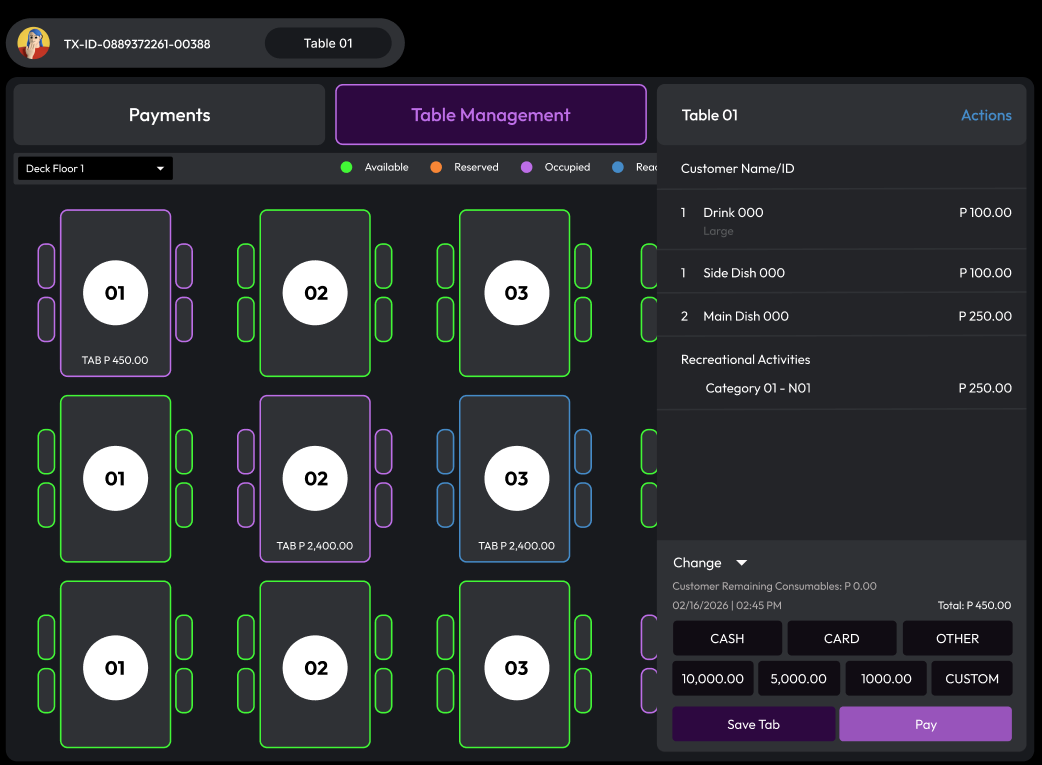 TX-ID-0889372261-00388
Table 01
Payments
Table Management
Table 01
Actions
Deck Floor 1
Available
Reserved
Occupied
Customer Name/ID
1 Drink 000 P 100.00
Large
1 Side Dish 000 P 100.00
2 Main Dish 000 P 250.00
Recreational Activities
Category 01 - N01 P 250.00
01
02
03
TAB P 450.00
01
02
03
TAB P 2,400.00
TAB P 2,400.00
01
02
03
Change
Customer Remaining Consumables: P 0.00
02/16/2026 | 02:45 PM
Total: P 450.00
CASH
CARD
OTHER
10,000.00
5,000.00
1000.00
CUSTOM
Save Tab
Pay